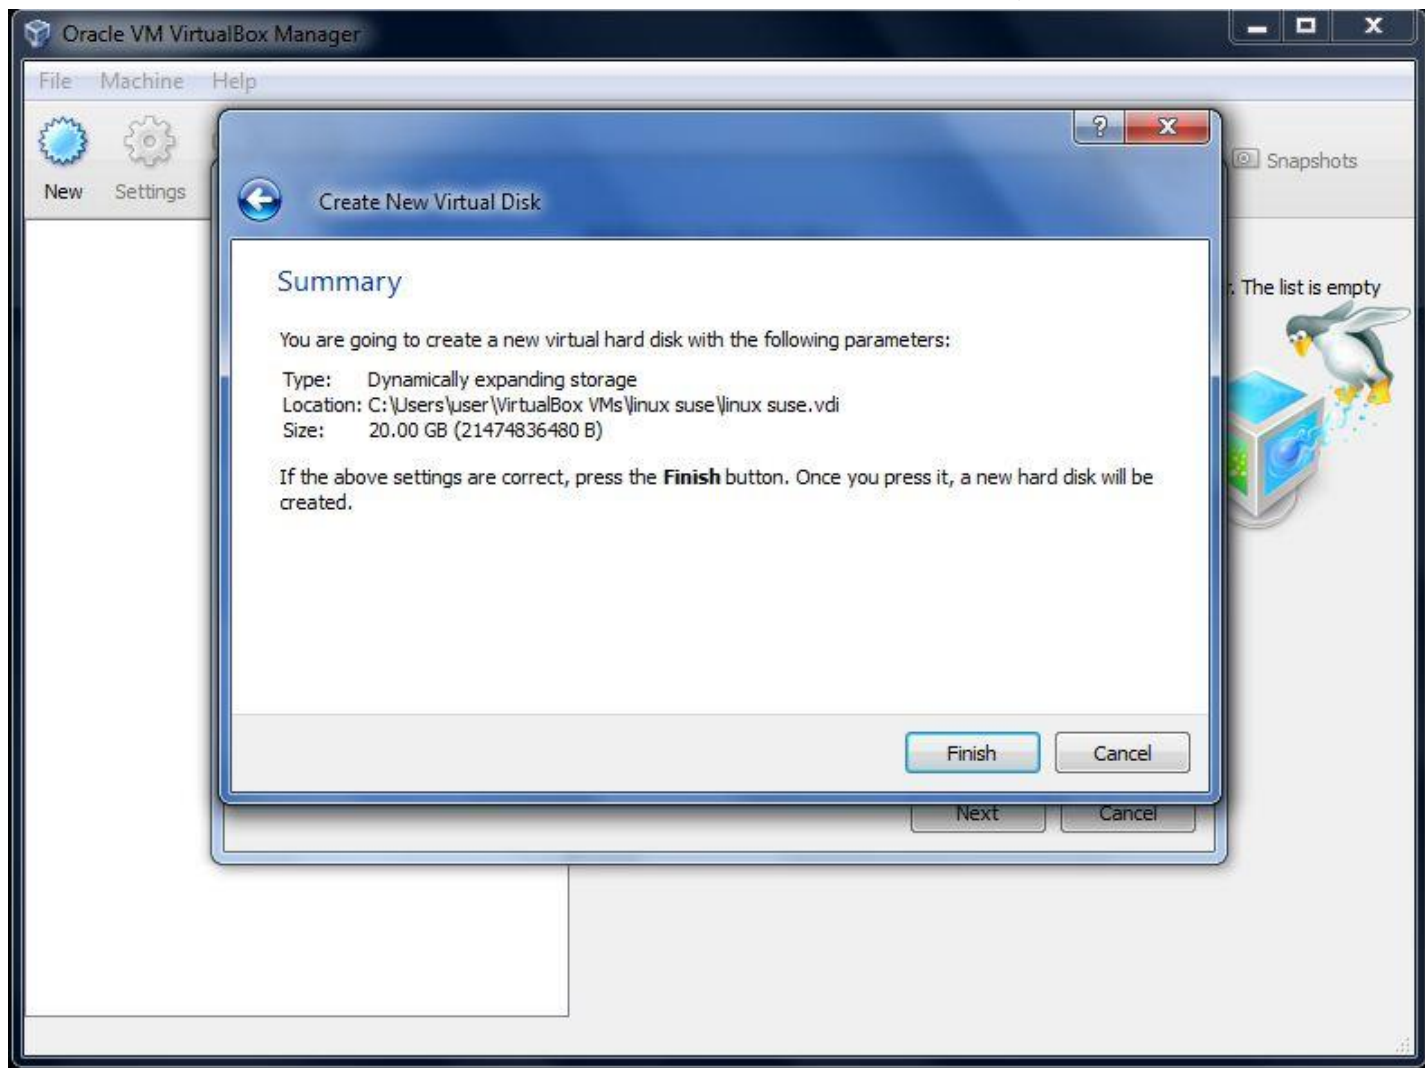 Oracle VM VirtualBox Manager
File Machine Help
New Settings
Snapshots
Create New Virtual Disk
Summary
. The list is empty
You are going to create a new virtual hard disk with the following parameters:
Type: Dynamically expanding storage
Location: C:\Users\user\VirtualBox VMs\linux suse\linux suse.vdi
Size: 20.00 GB (21474836480 B)
If the above settings are correct, press the Finish button. Once you press it, a new hard disk will be
created.
Finish Cancel
Next Cancel